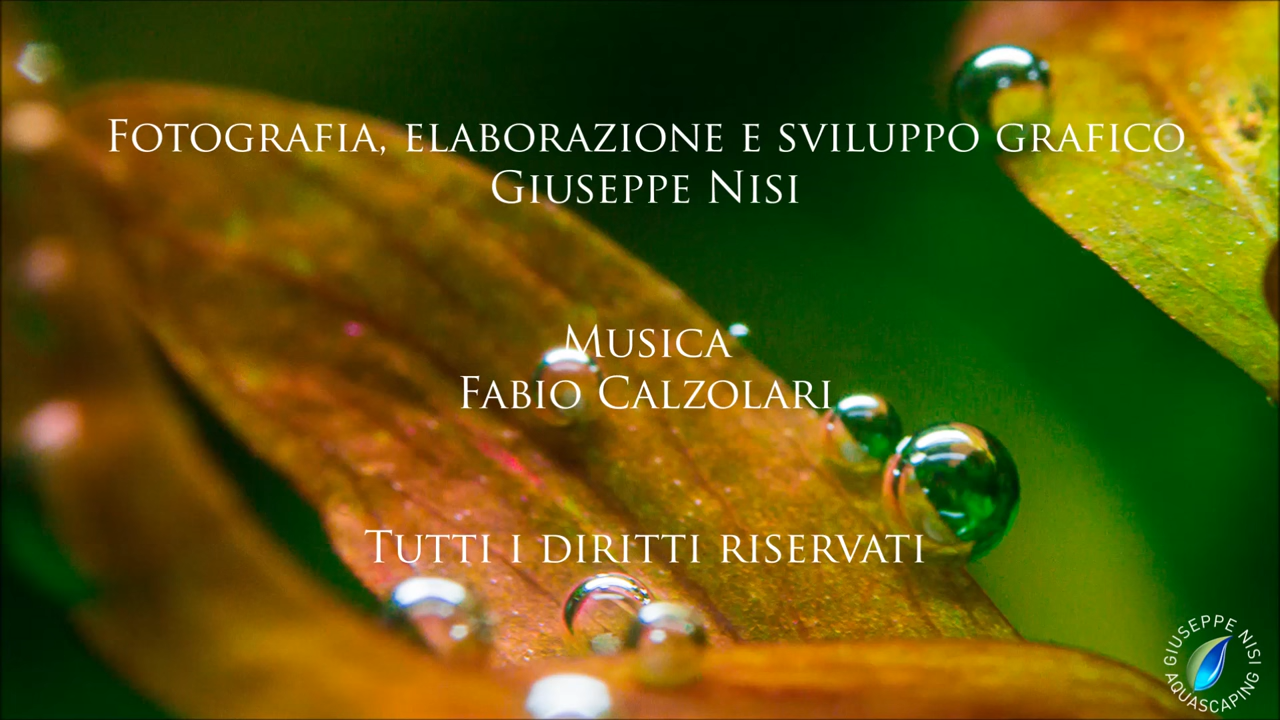 Fotografia, elaborazione e sviluppo grafico
Giuseppe Nisi
Musica
Fabio Calzolari
Tutti i diritti riservati
GIUSEPPE NISI
AQUASCAPING